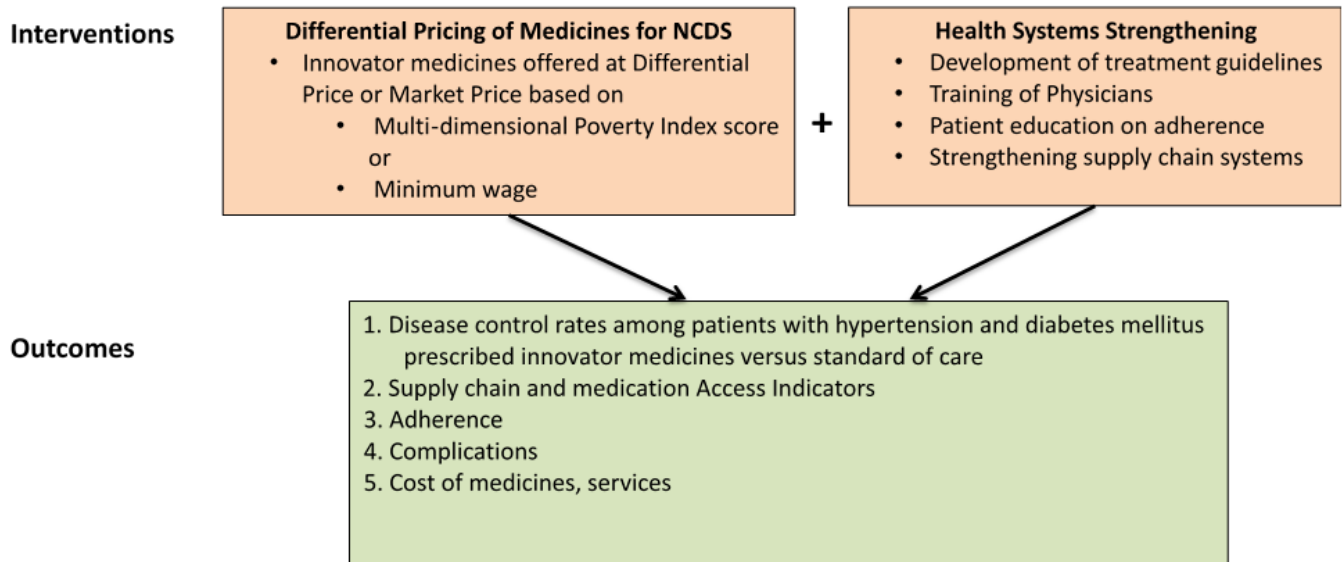 Interventions
Differential Pricing of Medicines for NCDS
• Innovator medicines offered at Differential
Price or Market Price based on
• Multi-dimensional Poverty Index score
or
• Minimum wage
+
Health Systems Strengthening
• Development of treatment guidelines
• Training of Physicians
• Patient education on adherence
• Strengthening supply chain systems
Outcomes
1. Disease control rates among patients with hypertension and diabetes mellitus
prescribed innovator medicines versus standard of care
2. Supply chain and medication Access Indicators
3. Adherence
4. Complications
5. Cost of medicines, services